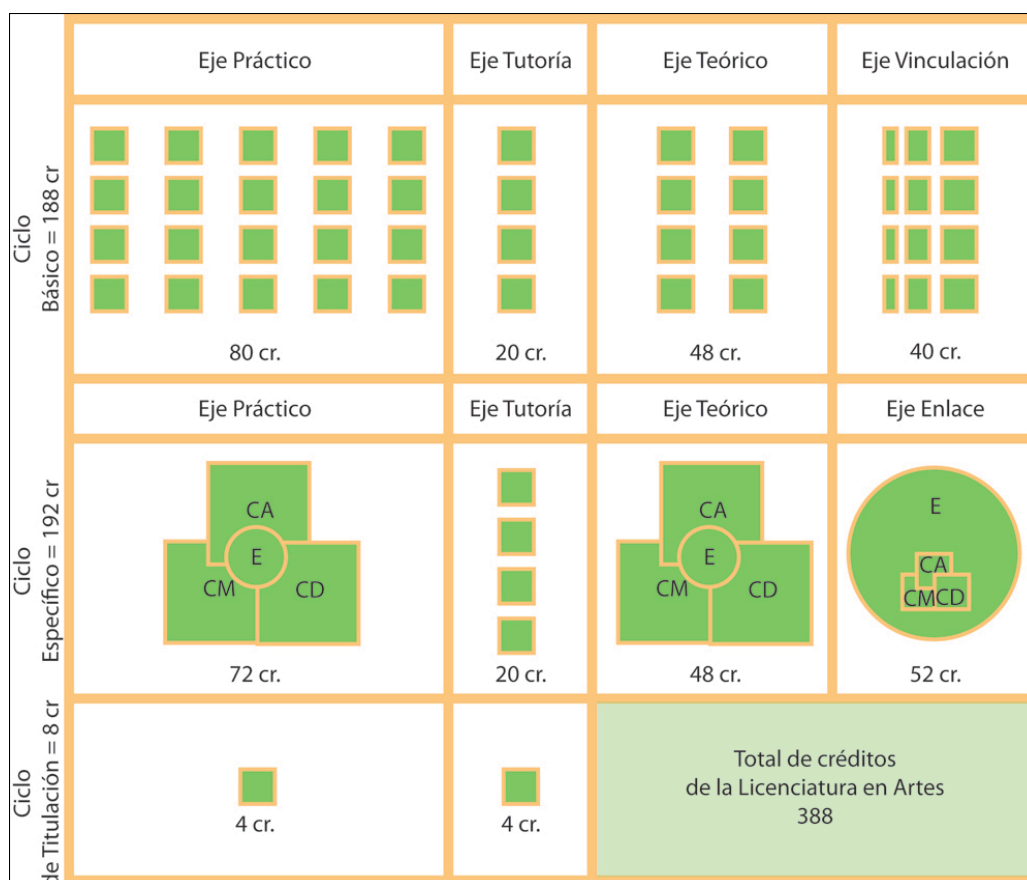 Eje Práctico
Eje Tutoría
Eje Teórico
Eje Vinculación
Ciclo
Básico = 188 cr
80 cr.
20 cr.
48 cr.
40 cr.
Eje Práctico
Eje Tutoría
Eje Teórico
Eje Enlace
Ciclo
Específico = 192 cr
CA
E
CM
CD
72 cr.
20 cr.
CA
E
CM
CD
48 cr.
E
CA
CM
CD
52 cr.
Ciclo
de Titulación = 8 cr
4 cr.
4 cr.
Total de créditos
de la Licenciatura en Artes
388